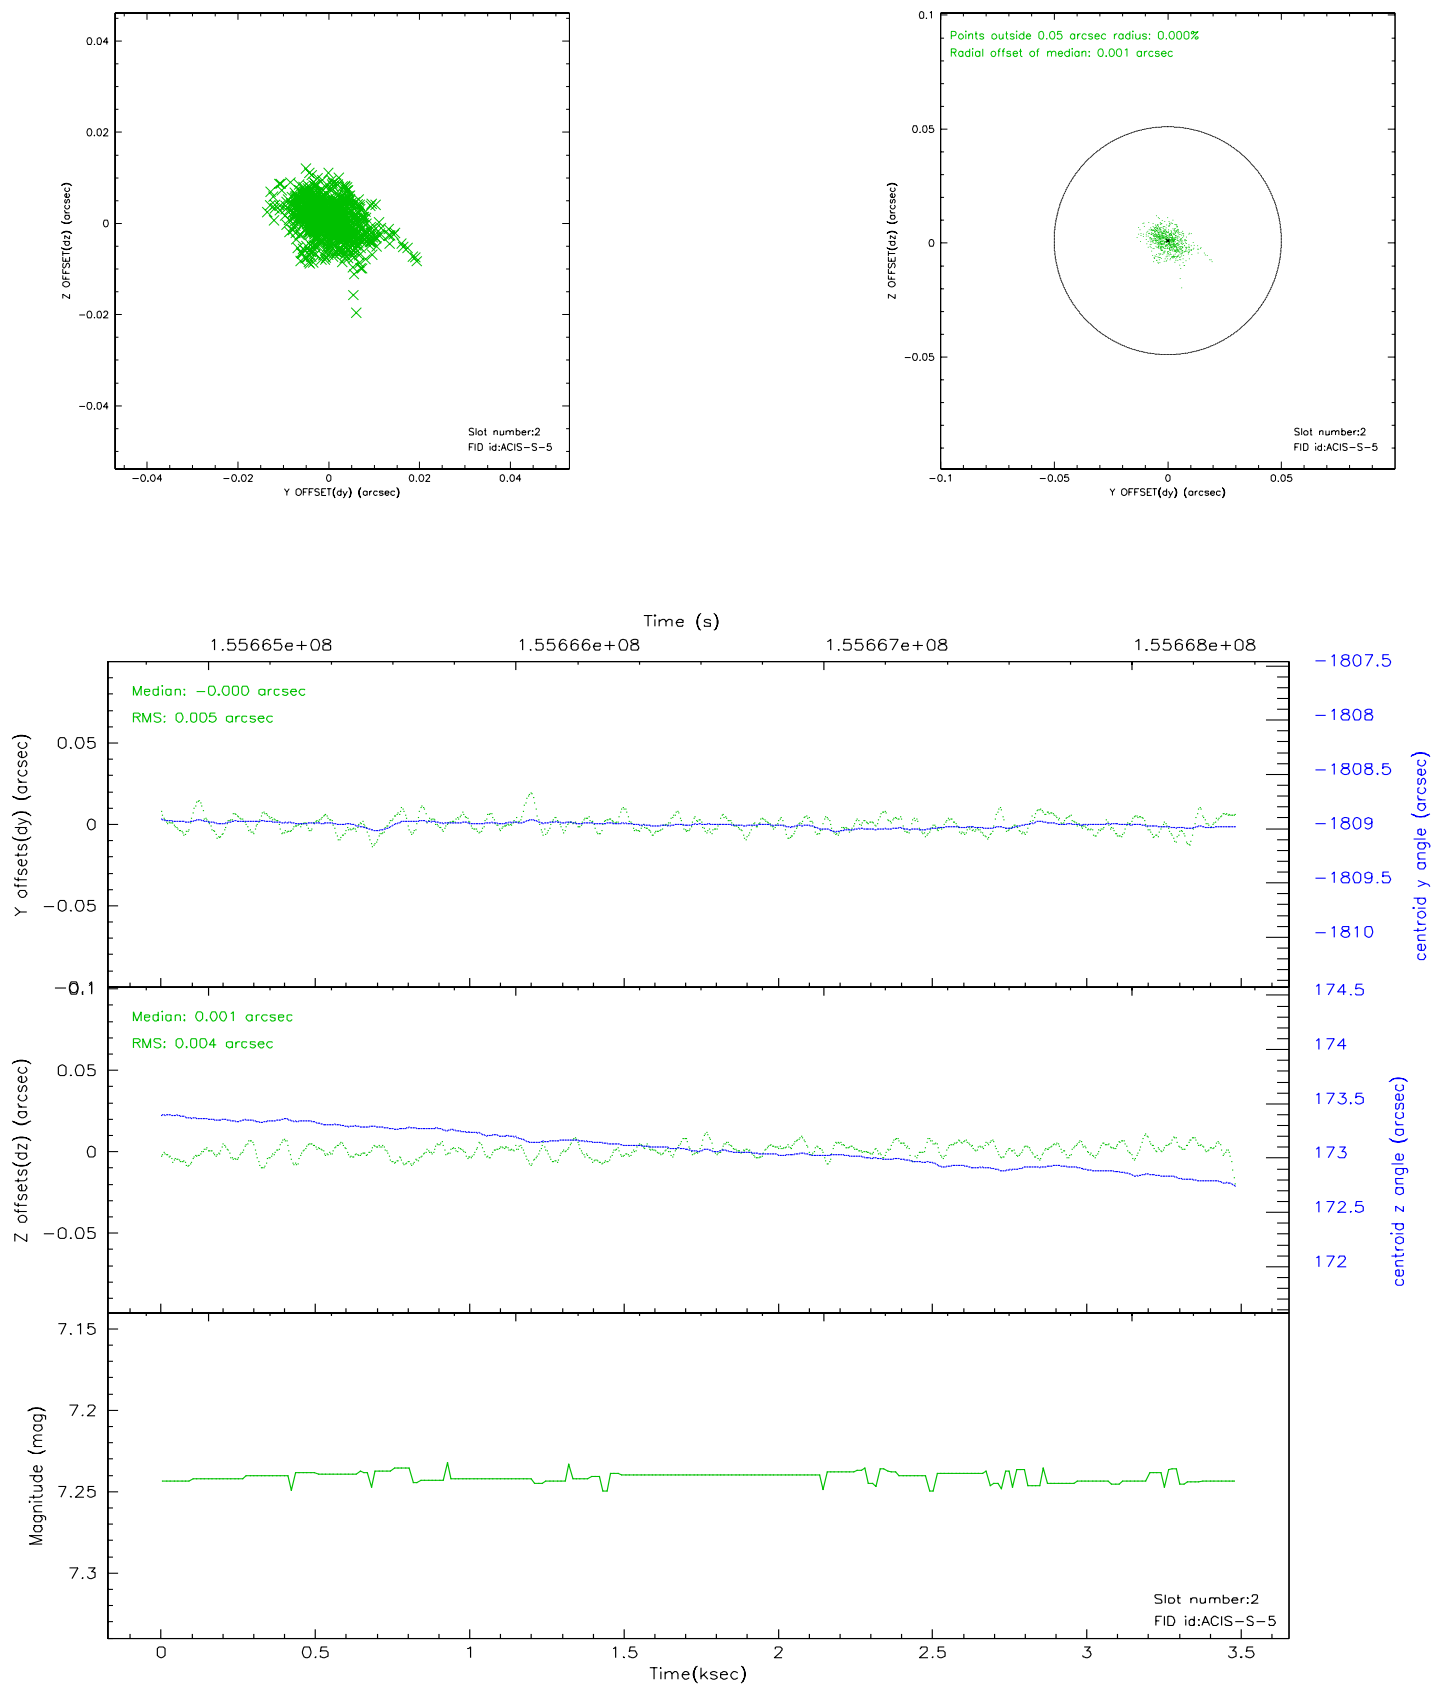 0.04
0.02
0
-0.02
-0.04
Z OFFSET(dz) (arcsec)
Slot number:2
FID id:ACIS-S-5
-0.04 -0.02 0 0.02 0.04
Y OFFSET(dy) (arcsec)
0.1
0.05
0
-0.05
-0.1 -0.05 0 0.05
Z OFFSET(dz) (arcsec)
Points outside 0.05 arcsec radius: 0.000%
Radial offset of median: 0.001 arcsec
Slot number:2
FID id:ACIS-S-5
Y OFFSET(dy) (arcsec)
Time (s)
1.55665e+08 1.55666e+08 1.55667e+08 1.55668e+08
Median: -0.000 arcsec
RMS: 0.005 arcsec
Y offsets(dy) (arcsec)
0.05
0
-0.05
-0.1
-1807.5
-1808
-1808.5
-1809
-1809.5
-1810
centroid y angle (arcsec)
Median: 0.001 arcsec
RMS: 0.004 arcsec
Z offsets(dz) (arcsec)
0.05
0
-0.05
174.5
174
173.5
173
172.5
172
centroid z angle (arcsec)
7.15
7.2
7.25
7.3
Magnitude (mag)
Slot number:2
FID id:ACIS-S-5
0 0.5 1 1.5 2 2.5 3 3.5
Time(ksec)